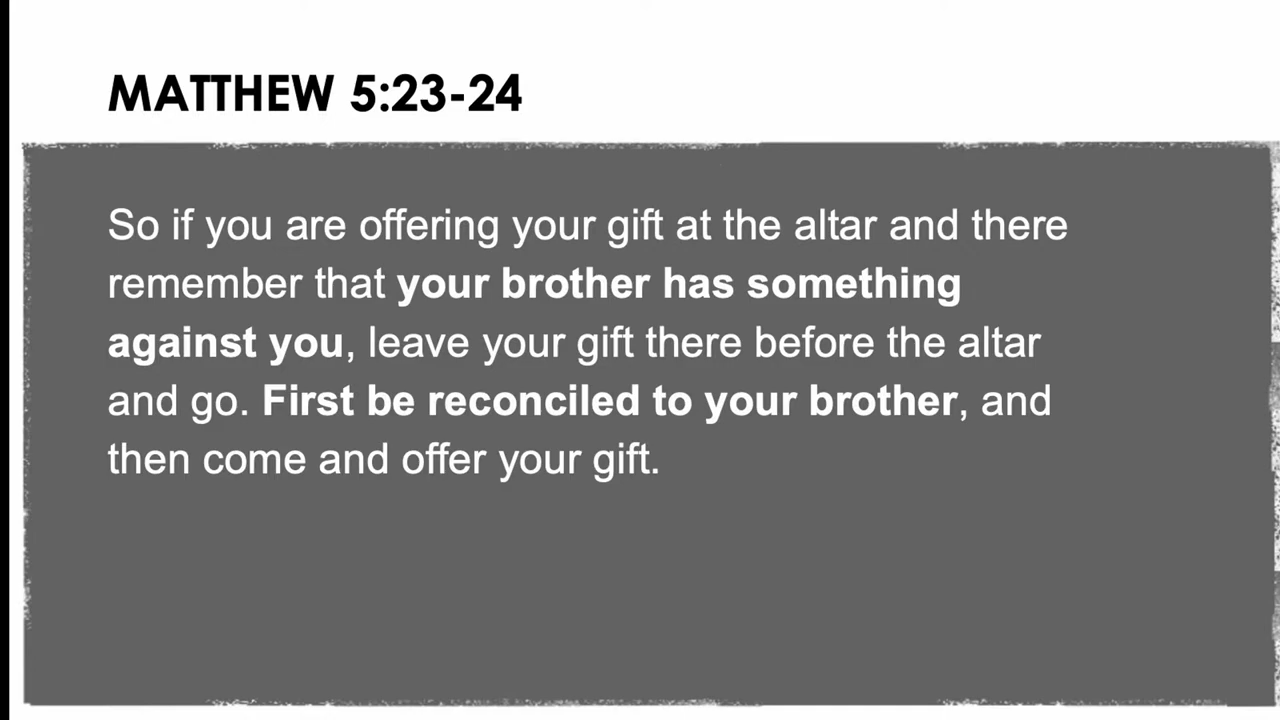 MATTHEW 5:23-24
So if you are offering your gift at the altar and there
remember that your brother has something
against you, leave your gift there before the altar
and go. First be reconciled to your brother, and
then come and offer your gift.